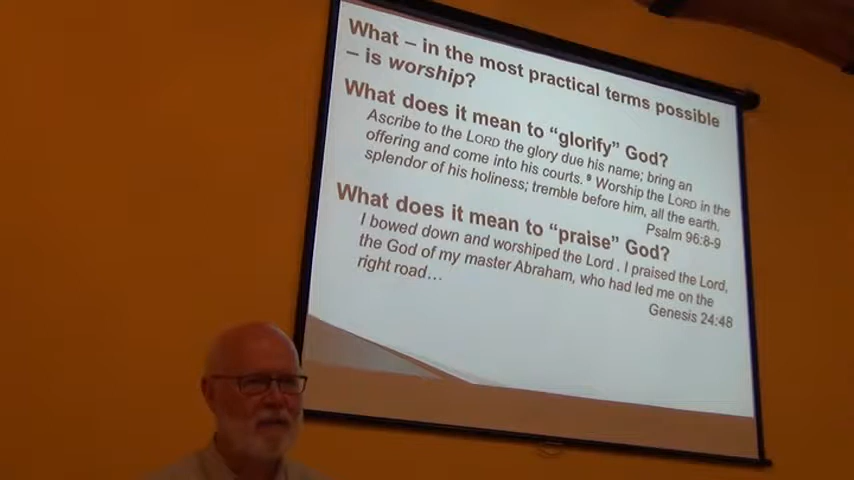 What – in the most practical terms possible
– is worship?
What does it mean to “glorify” God?
Ascribe to the LORD the glory due his name; bring an
offering and come into his courts. 9 Worship the LORD in the
splendor of his holiness; tremble before him, all the earth.
Psalm 96:8-9
What does it mean to “praise” God?
I bowed down and worshiped the Lord . I praised the Lord,
the God of my master Abraham, who had led me on the
right road…
Genesis 24:48